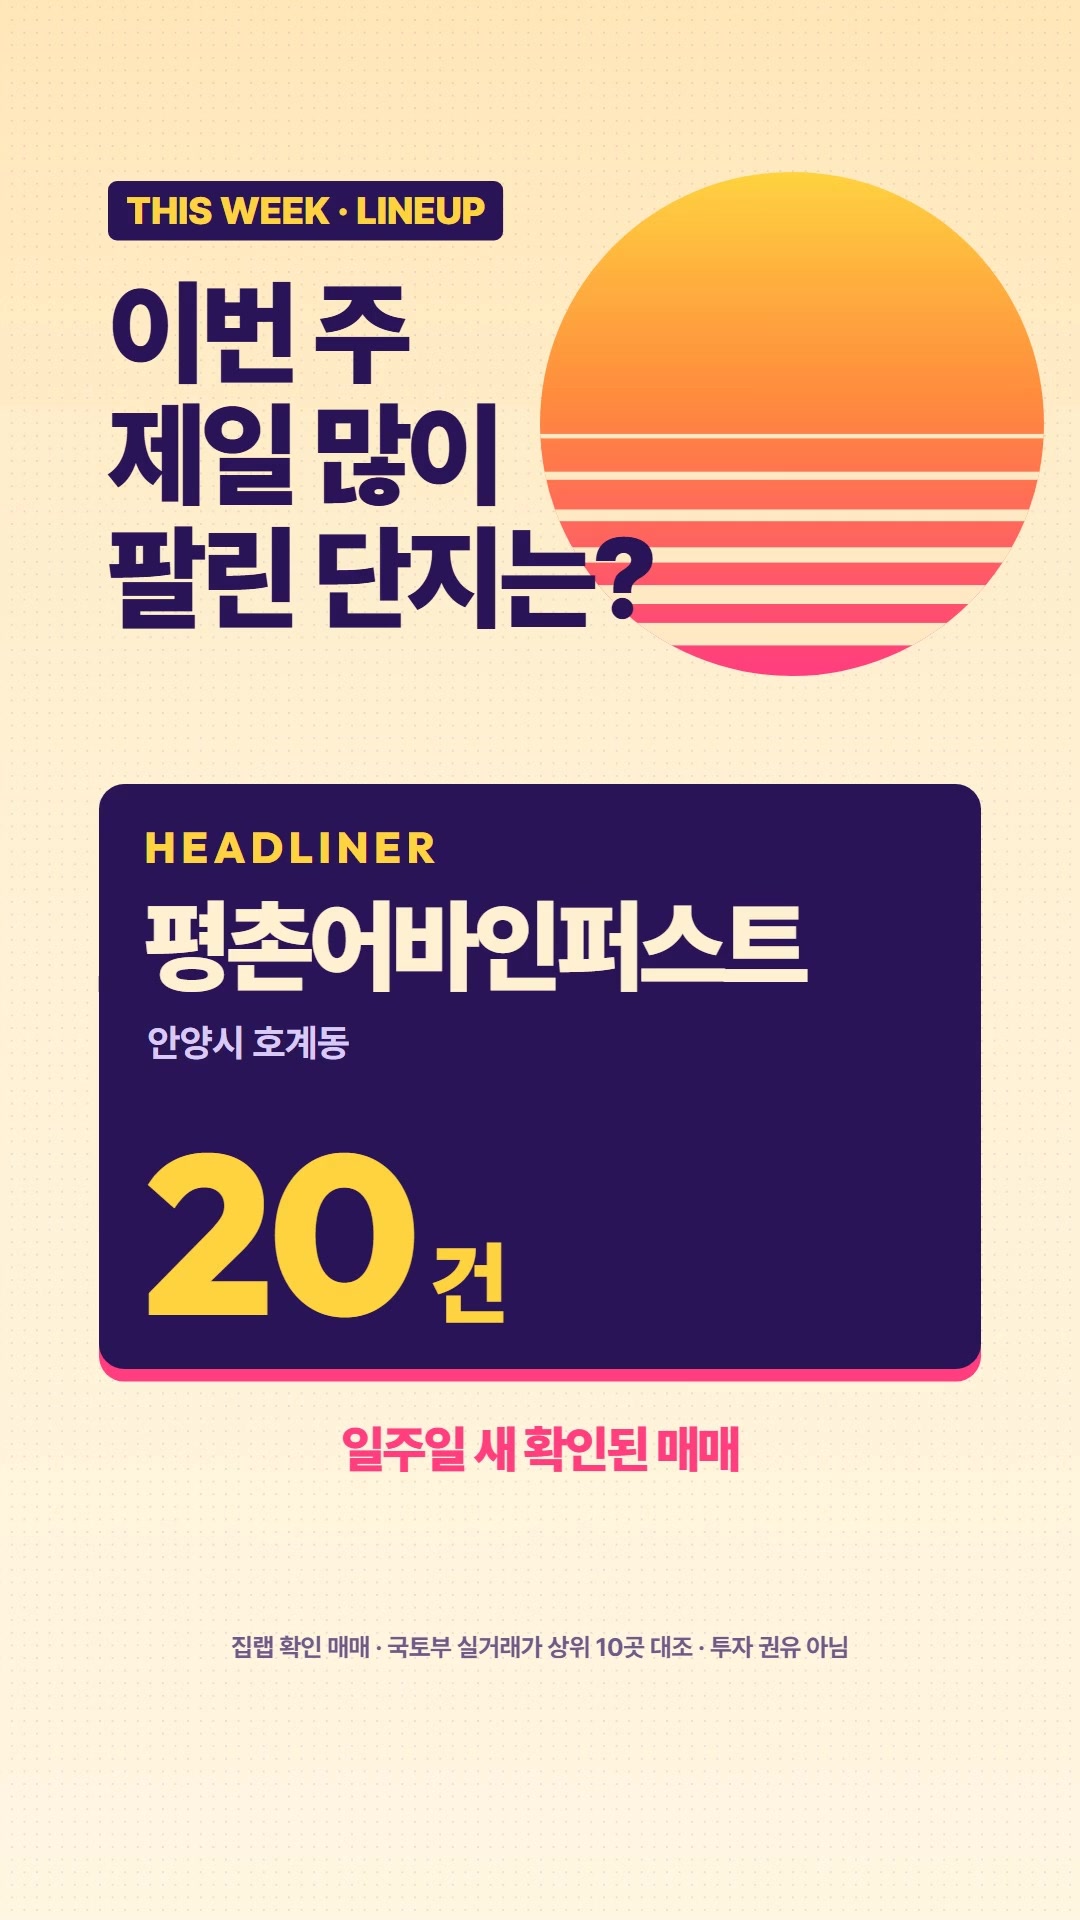 THIS WEEK · LINEUP
이번 주
제일 많이
팔린 단지는?
HEADLINER
평촌어바인퍼스트
안양시 호계동
20건
일주일 새 확인된 매매
집랩 확인 매매 · 국토부 실거래가 상위 10곳 대조 · 투자 권유 아님